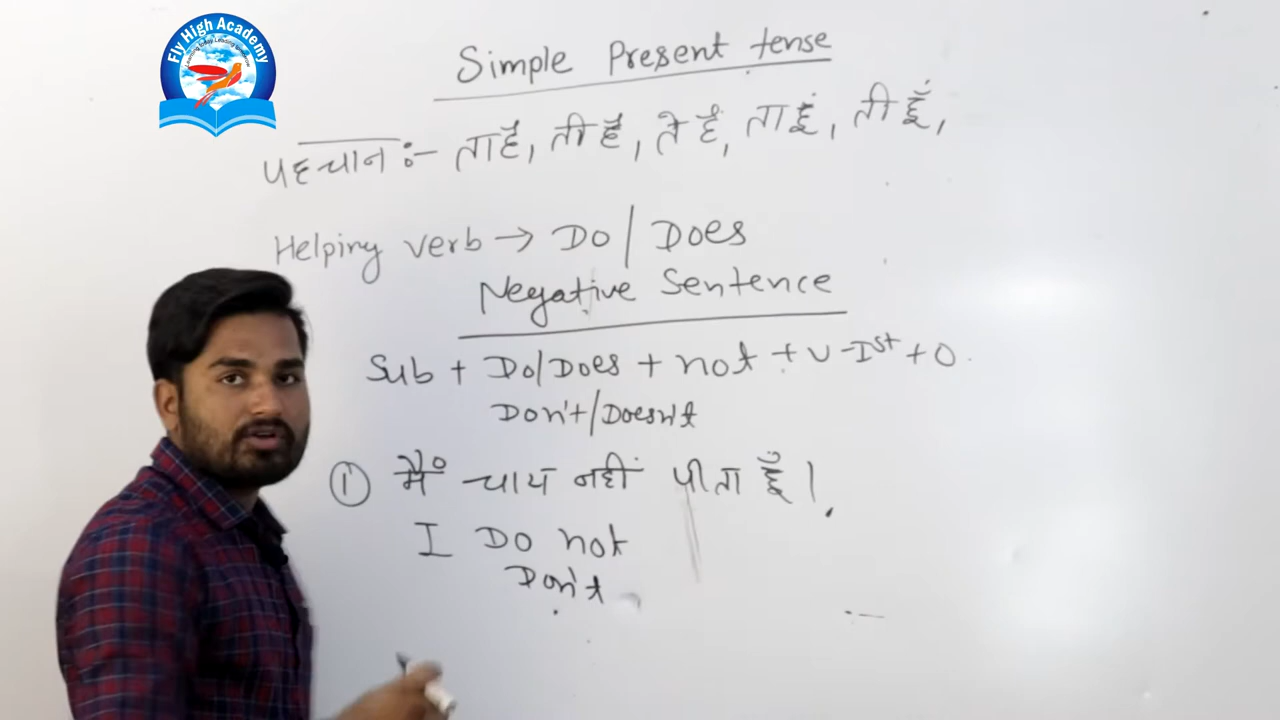 Fly High Academy
Simple Present tense
पहचान :- ता है, ती है, ते हैं, ता हूं, ती हूँ,
Helping verb → Do / Does
Negative Sentence
Sub + Do/Does + not + V-Ist + O.
Don't/Doesn't
① मैं चाय नहीं पीता हूँ।
I Do not
Don't